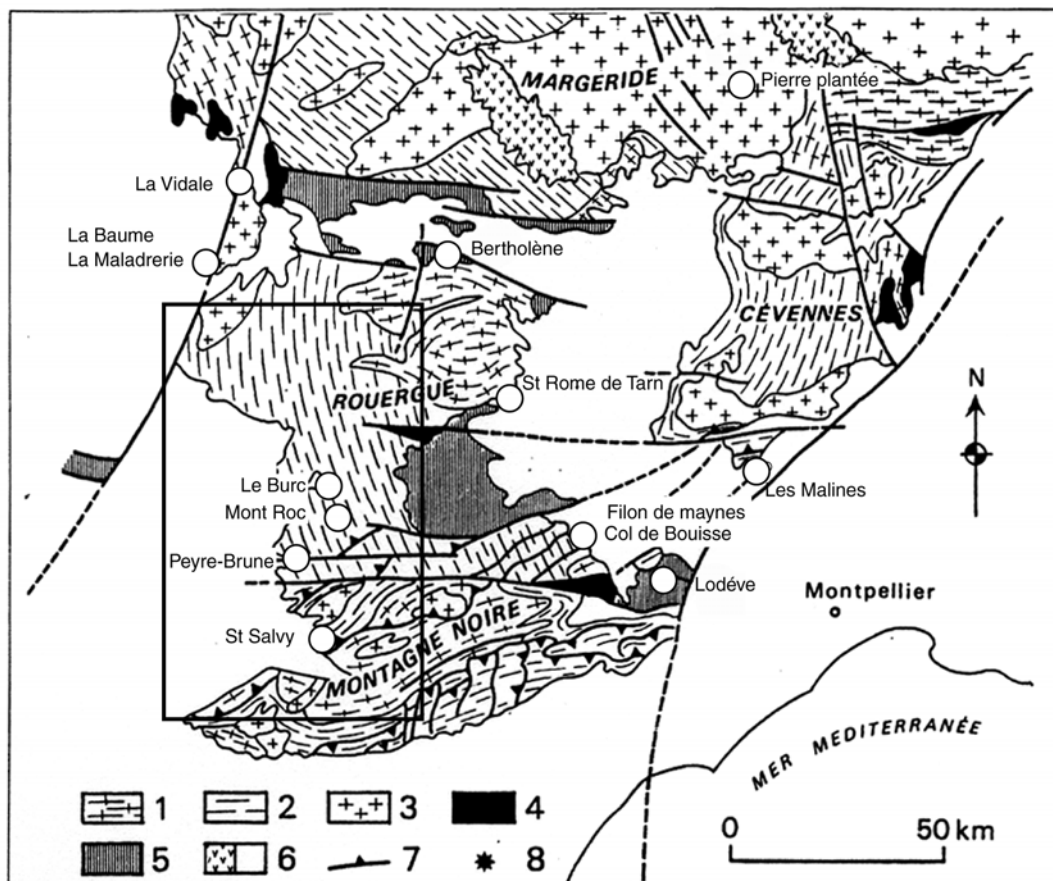 MARGERIDE
Pierre plantée
La Vidale
La Baume
La Maladrerie
Bertholène
CÉVENNES
St Rome de Tarn
ROUERGUE
N
Le Burc
Mont Roc
Les Malines
Filon de maynes
Col de Bouisse
Peyre-Brune
Lodéve
Montpellier
St Salvy
MONTAGNE NOIRE
MER MEDITERRANÉE
1 2 3 4
5 6 7 8
0 50 km